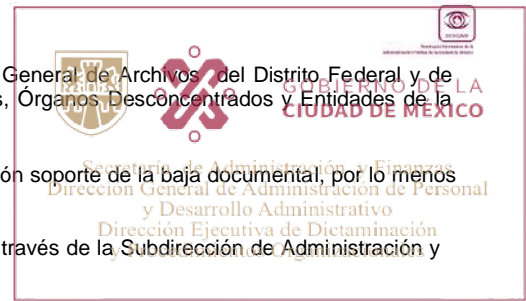 General de Archivos del Distrito Federal y de
GOBIERNO DE LA
s, Órganos Desconcentrados y Entidades de la
CIUDAD DE MÉXICO
Secretaría de Administración y Finanzas
ón soporte de la baja documental, por lo menos
Dirección General de Administración de Personal
y Desarrollo Administrativo
Dirección Ejecutiva de Dictaminación
través de la Subdirección de Administración y
y Procedimientos Organizacionales